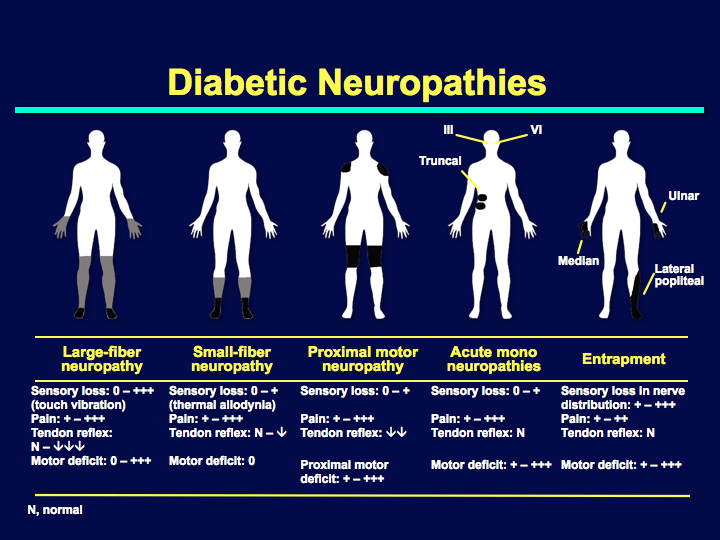 Diabetic Neuropathies
III
VI
Truncal
Ulnar
Median
Lateral
popliteal
Large-fiber
neuropathy
Sensory loss: 0 – +++
(touch vibration)
Pain: + – +++
Tendon reflex:
N – ↓↓↓
Motor deficit: 0 – +++
Small-fiber
neuropathy
Sensory loss: 0 – +
(thermal allodynia)
Pain: + – +++
Tendon reflex: N – ↓
Motor deficit: 0
Proximal motor
neuropathy
Sensory loss: 0 – +
Pain: + – +++
Tendon reflex: ↓↓
Proximal motor
deficit: + – +++
Acute mono
neuropathies
Sensory loss: 0 – +
Pain: + – +++
Tendon reflex: N
Motor deficit: + – +++
Entrapment
Sensory loss in nerve
distribution: + – +++
Pain: + – ++
Tendon reflex: N
Motor deficit: + – +++
N, normal